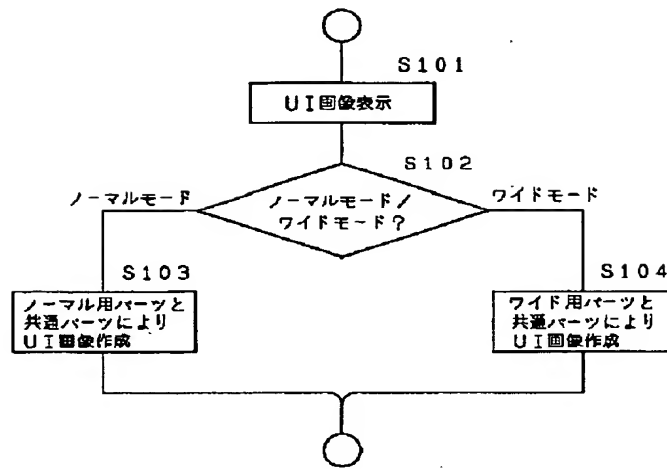 S101
UI画像表示
S102
ノーマルモード/
ワイドモード?
ノーマルモード
ワイドモード
S103
ノーマル用パーツと
共通パーツにより
UI画像作成
S104
ワイド用パーツと
共通パーツにより
UI画像作成